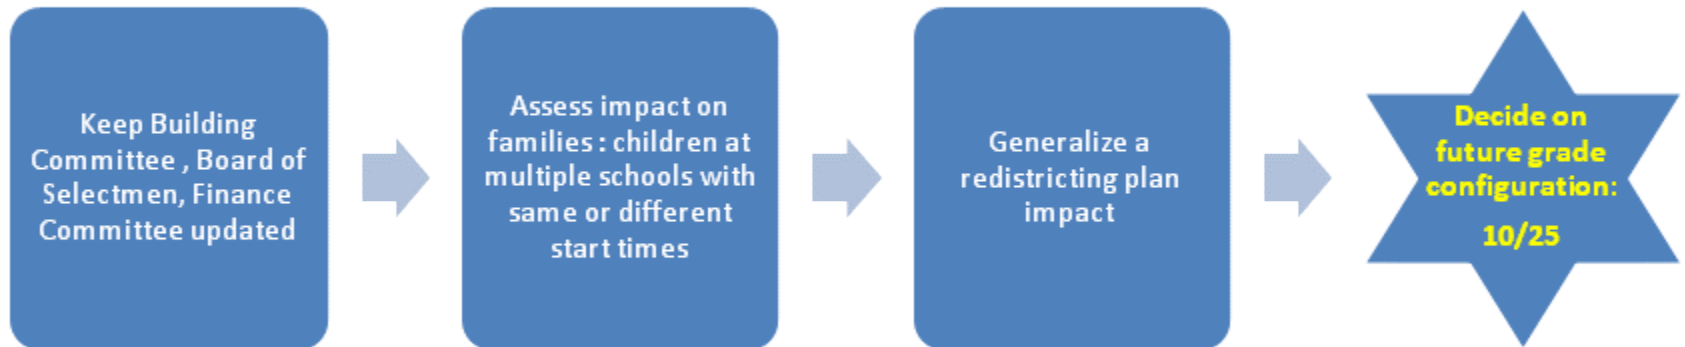 Keep Building
Committee , Board of
Selectmen, Finance
Committee updated
Assess impact on
families : children at
multiple schools with
same or different
start times
Generalize a
redistricting plan
impact
Decide on
future grade
configuration:
10/25